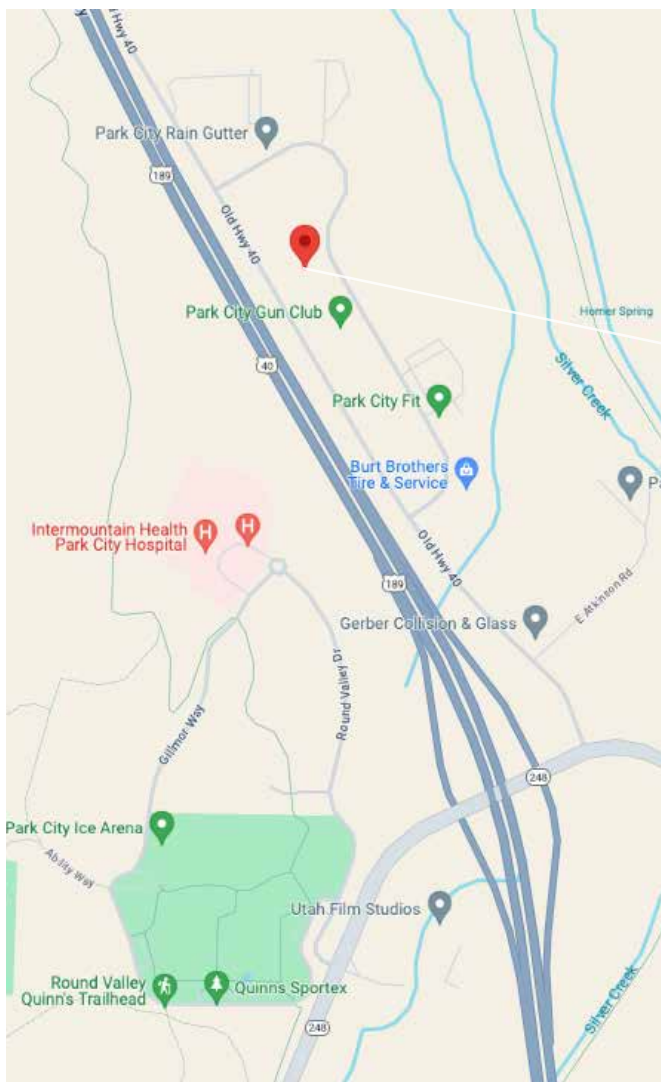 Old Hwy 40
Park City Rain Gutter
189
Old Hwy 40
Park City Gun Club
Homer Spring
40
Silver Creek
Park City Fit
Burt Brothers
Tire & Service
Pa
Intermountain Health
Park City Hospital
H
H
Old Hwy 40
189
E Atkinson Rd
Gerber Collision & Glass
Round Valley Dr
Gillmor Way
248
Park City Ice Arena
Ability Way
Utah Film Studios
Round Valley
Quinn's Trailhead
Quinns Sportex
Silver Creek
248